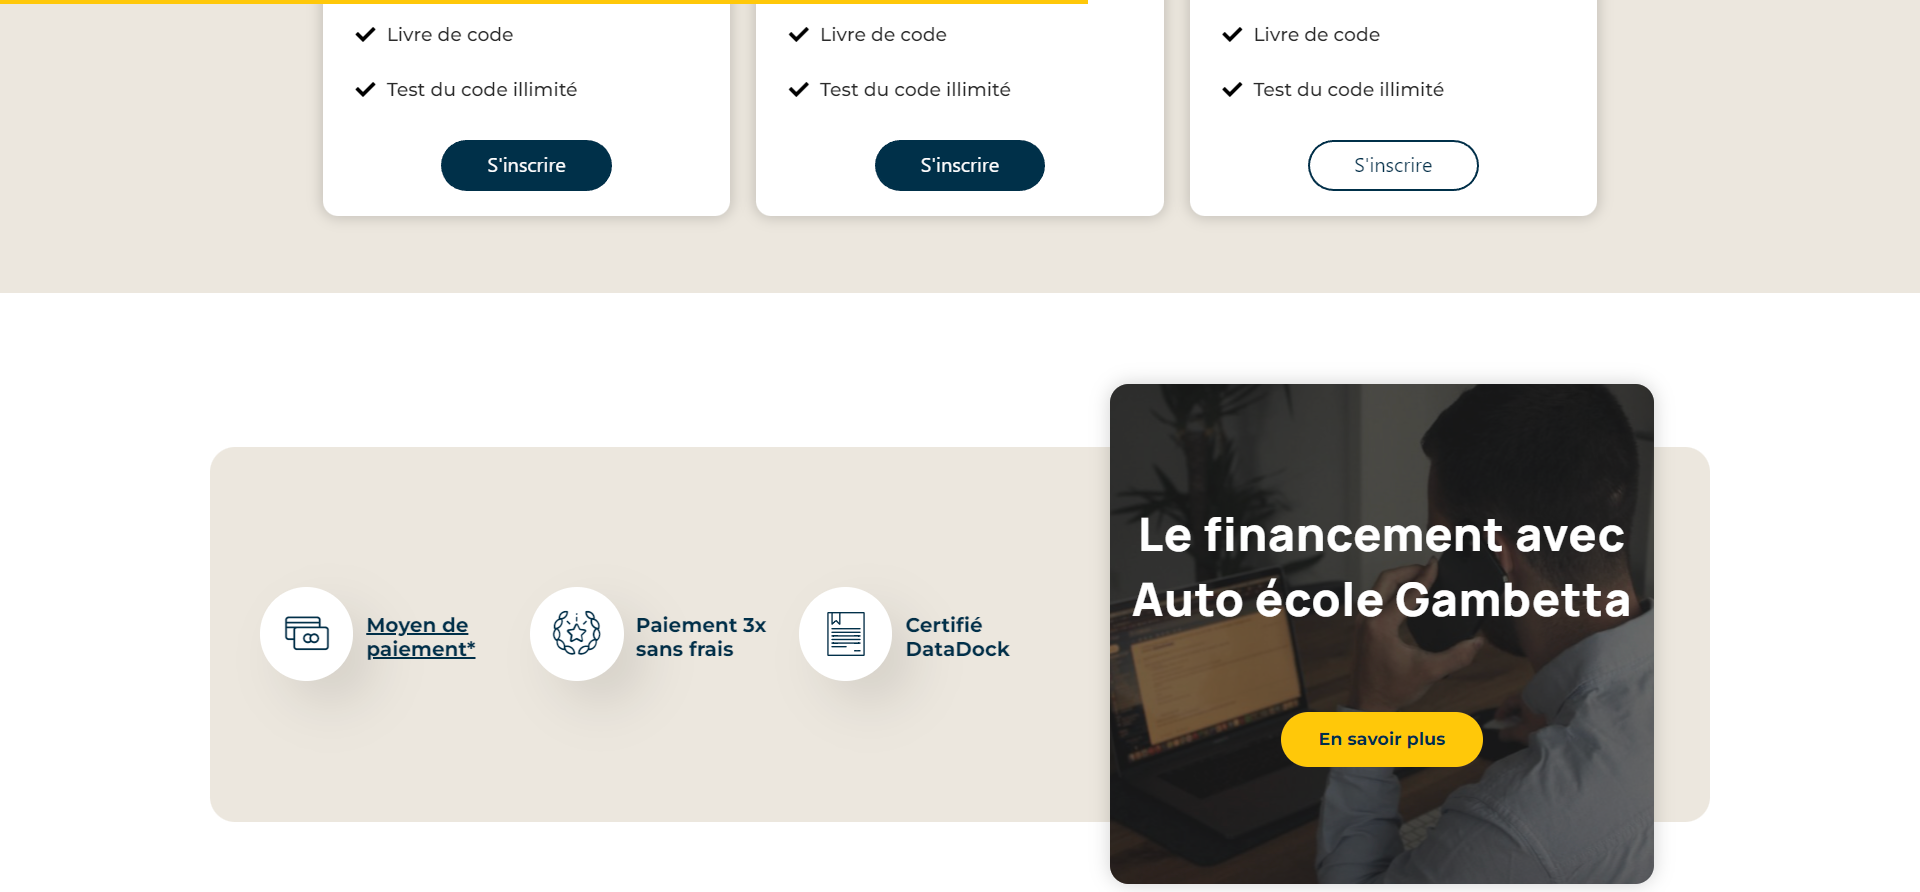 Livre de code
Test du code illimité
S'inscrire
Livre de code
Test du code illimité
S'inscrire
Livre de code
Test du code illimité
S'inscrire
Moyen de
paiement*
Paiement 3x
sans frais
Certifié
DataDock
Le financement avec
Auto école Gambetta
En savoir plus